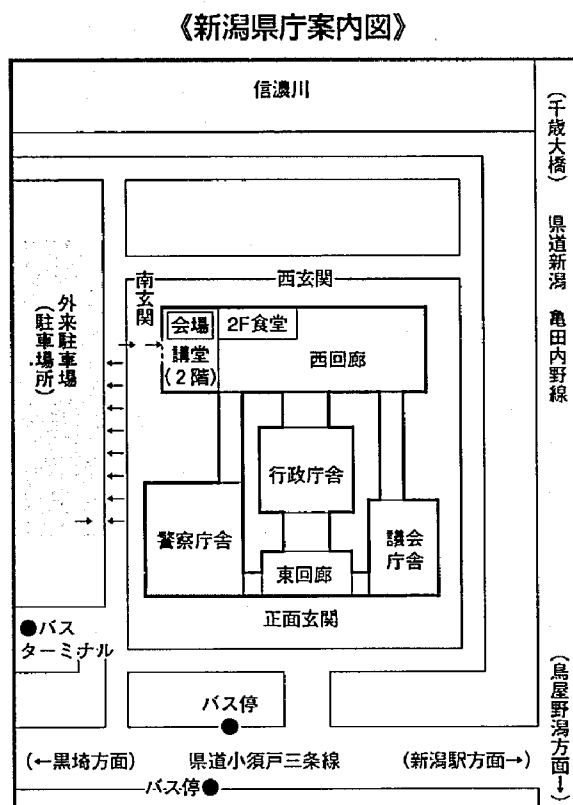 《新潟県庁案内図》
信濃川
(千歳大橋) 県道新潟 亀田内野線
(鳥屋野潟方面→)
西玄関
南玄関
外来駐車場
(駐車場所)
会場
2F食堂
講堂
(2階)
西回廊
行政庁舎
警察庁舎
議会
庁舎
東回廊
正面玄関
●バス
ターミナル
バス停
(←黒埼方面) 県道小須戸三条線 (新潟駅方面→)
バス停